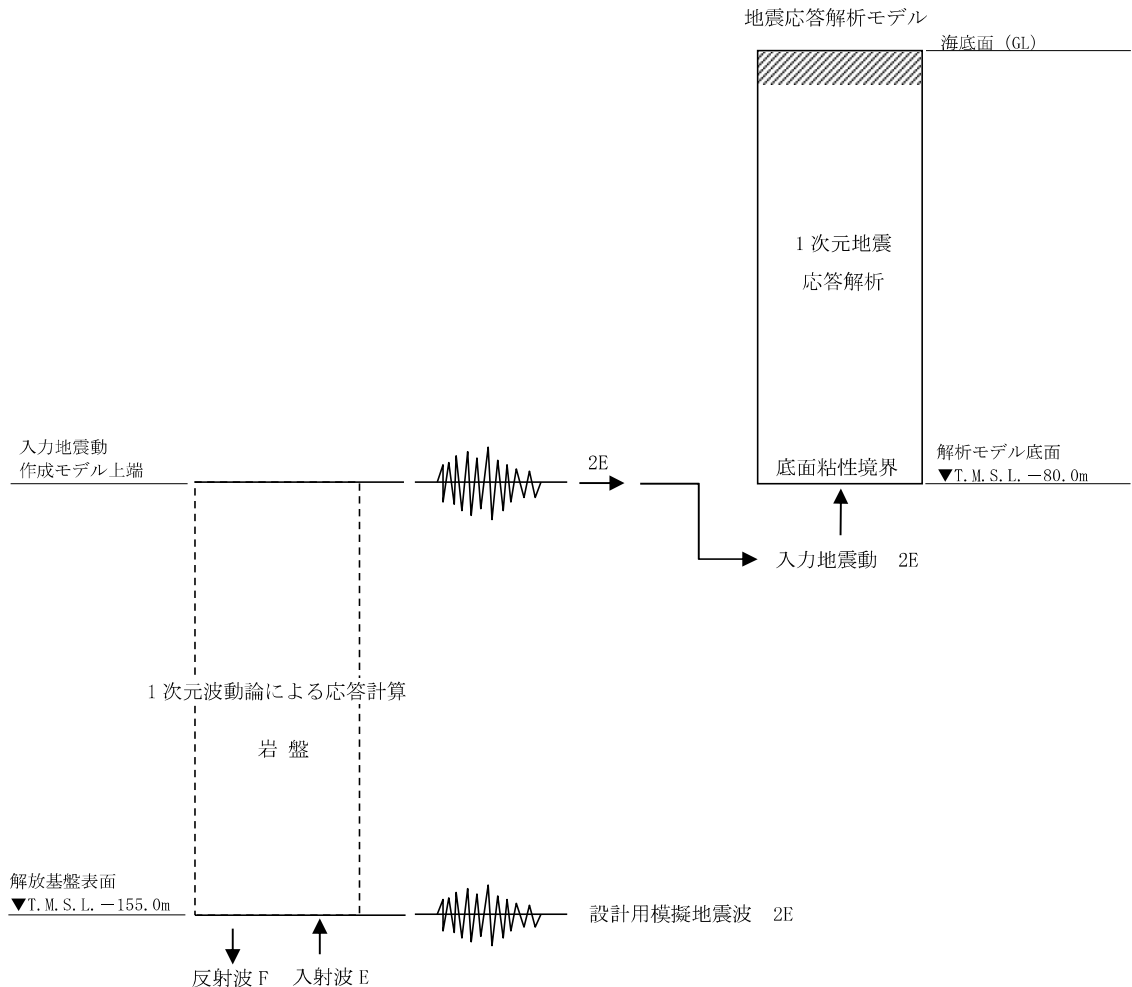 地震応答解析モデル
海底面（GL）
1次元地震
応答解析
入力地震動
作成モデル上端
2E
底面粘性境界
解析モデル底面
▼T.M.S.L.－80.0m
入力地震動　2E
1次元波動論による応答計算
岩 盤
解放基盤表面
▼T.M.S.L.－155.0m
設計用模擬地震波　2E
反射波F
入射波E